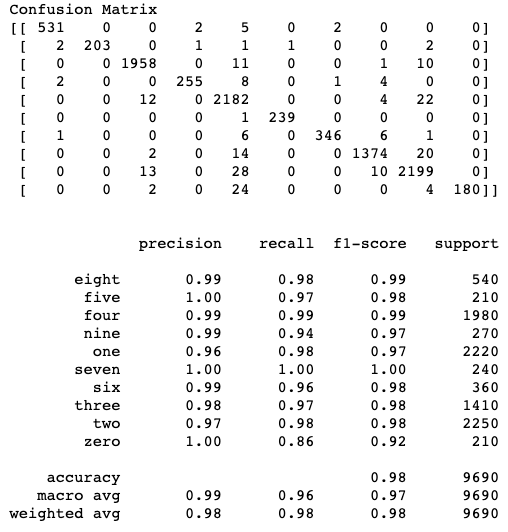 Confusion Matrix
[[ 531 0 0 2 5 0 2 0 0 0]
[ 2 203 0 1 1 1 0 0 2 0]
[ 0 0 1958 0 11 0 0 1 10 0]
[ 2 0 0 255 8 0 1 4 0 0]
[ 0 0 12 0 2182 0 0 4 22 0]
[ 0 0 0 0 1 239 0 0 0 0]
[ 1 0 0 0 6 0 346 6 1 0]
[ 0 0 2 0 14 0 0 1374 20 0]
[ 0 0 13 0 28 0 0 10 2199 0]
[ 0 0 2 0 24 0 0 0 4 180]]
precision recall f1-score support
eight 0.99 0.98 0.99 540
five 1.00 0.97 0.98 210
four 0.99 0.99 0.99 1980
nine 0.99 0.94 0.97 270
one 0.96 0.98 0.97 2220
seven 1.00 1.00 1.00 240
six 0.99 0.96 0.98 360
three 0.98 0.97 0.98 1410
two 0.97 0.98 0.98 2250
zero 1.00 0.86 0.92 210
accuracy 0.98 9690
macro avg 0.99 0.96 0.97 9690
weighted avg 0.98 0.98 0.98 9690